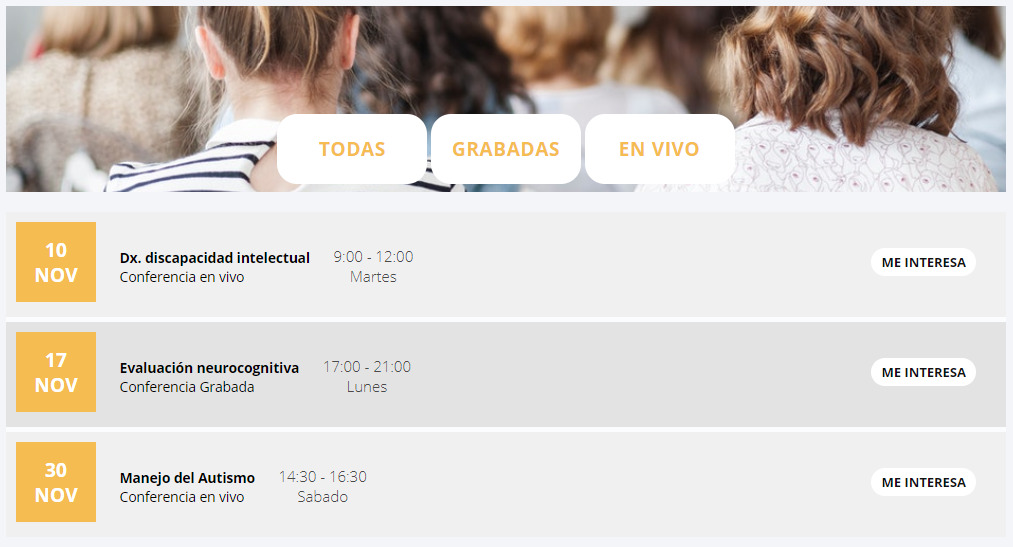 TODAS GRABADAS EN VIVO
10
NOV
Dx. discapacidad intelectual 9:00 - 12:00
Conferencia en vivo Martes
ME INTERESA
17
NOV
Evaluación neurocognitiva 17:00 - 21:00
Conferencia Grabada Lunes
ME INTERESA
30
NOV
Manejo del Autismo 14:30 - 16:30
Conferencia en vivo Sabado
ME INTERESA